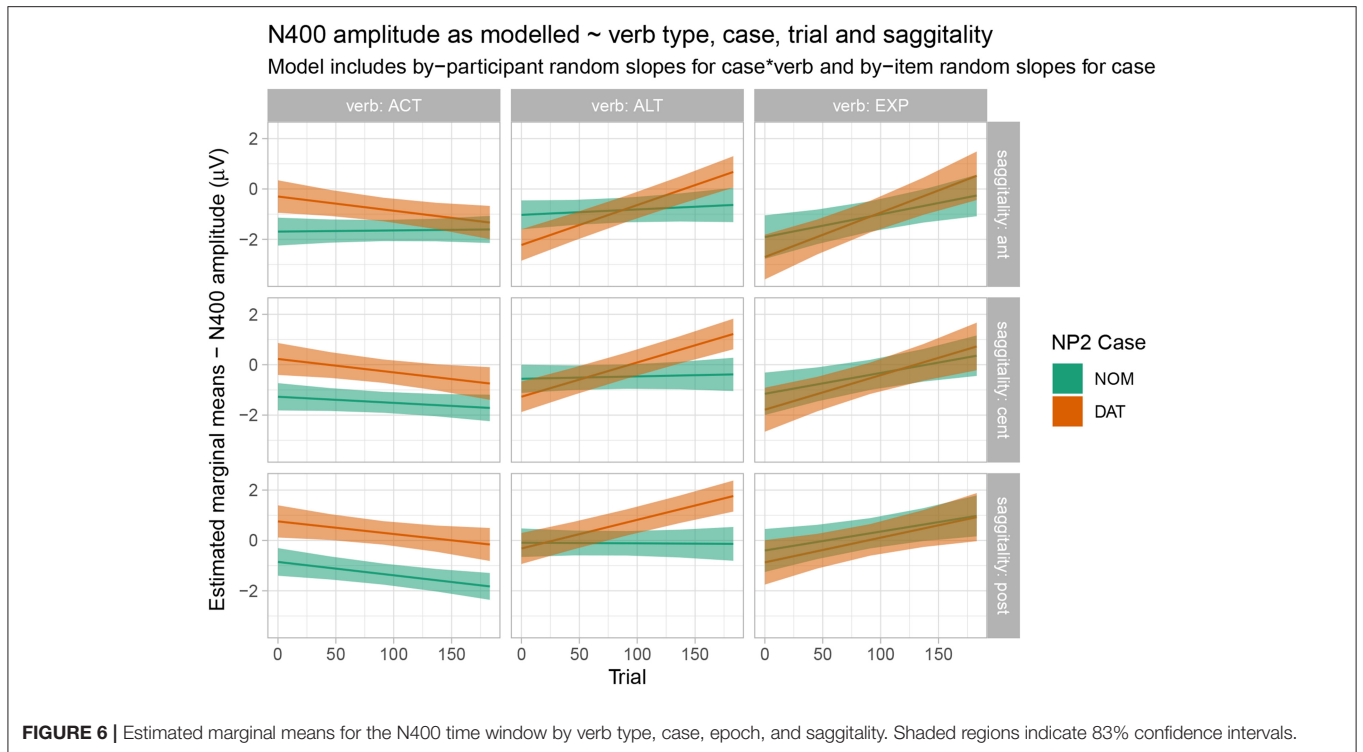 N400 amplitude as modelled ~ verb type, case, trial and saggitality
Model includes by−participant random slopes for case*verb and by−item random slopes for case
verb: ACT
verb: ALT
verb: EXP
Estimated marginal means − N400 amplitude (μV)
2
0
−2
saggitality: ant
2
0
−2
saggitality: cent
2
0
−2
saggitality: post
0 50 100 150
0 50 100 150
0 50 100 150
Trial
NP2 Case
NOM
DAT
FIGURE 6 | Estimated marginal means for the N400 time window by verb type, case, epoch, and saggitality. Shaded regions indicate 83% confidence intervals.